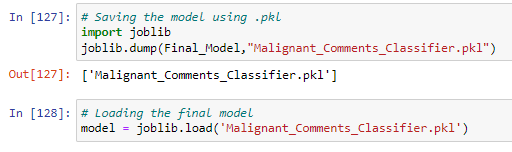 In [127]: # Saving the model using .pkl
import joblib
joblib.dump(Final_Model,"Malignant_Comments_Classifier.pkl")
Out[127]: ['Malignant_Comments_Classifier.pkl']
In [128]: # Loading the final model
model = joblib.load('Malignant_Comments_Classifier.pkl')